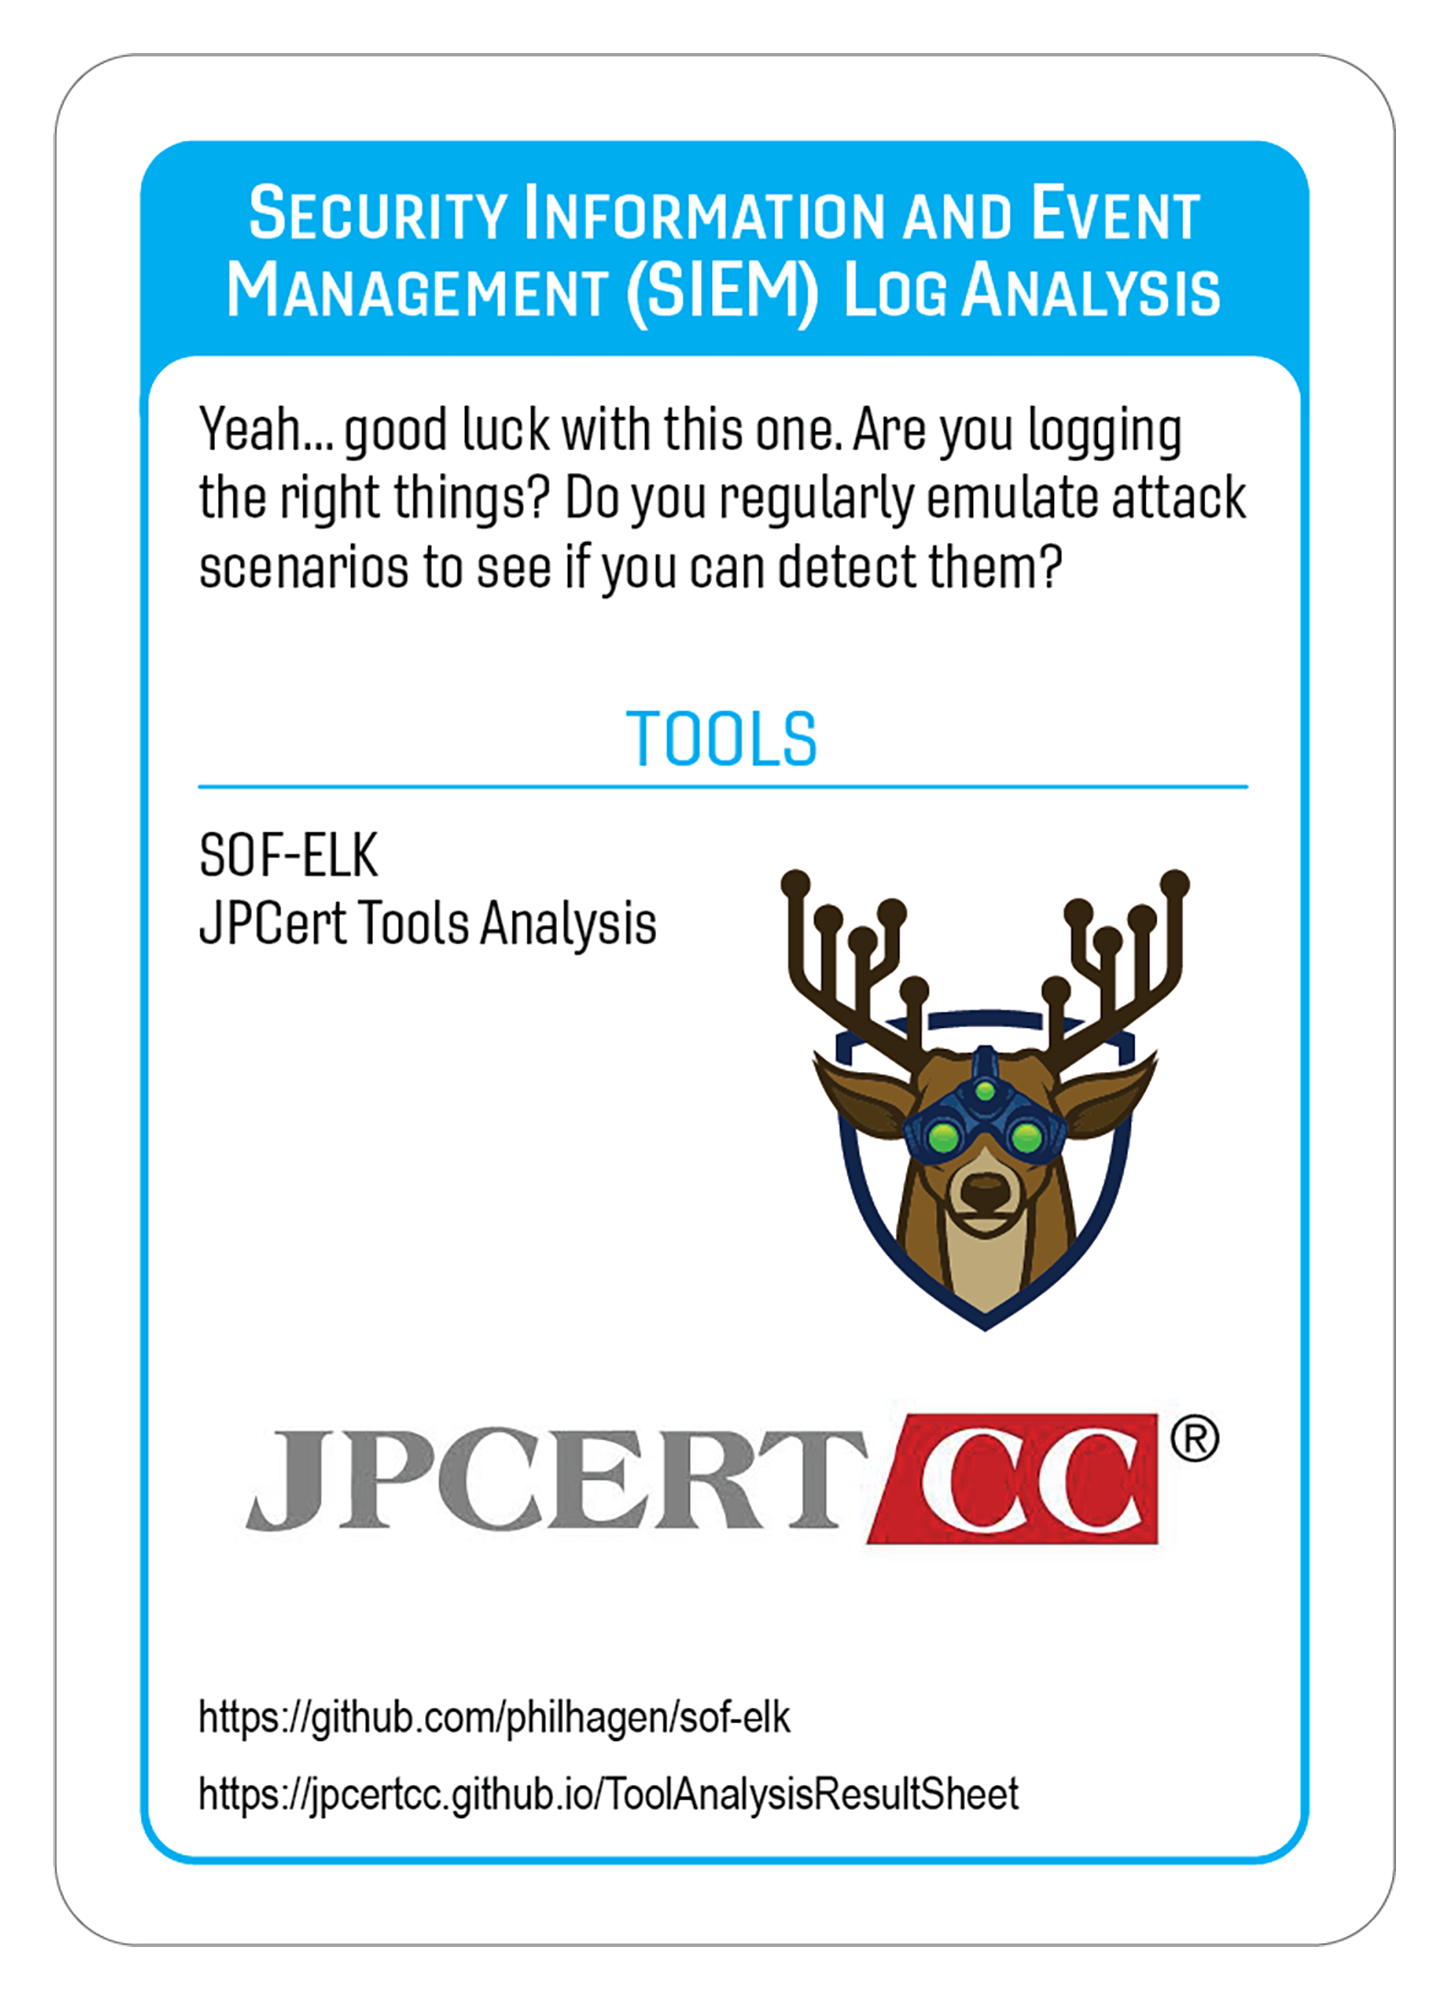 SECURITY INFORMATION AND EVENT
MANAGEMENT (SIEM) LOG ANALYSIS
Yeah... good luck with this one. Are you logging
the right things? Do you regularly emulate attack
scenarios to see if you can detect them?
TOOLS
SOF-ELK
JPCert Tools Analysis
JPCERT CC®
https://github.com/philhagen/sof-elk
https://jpcertcc.github.io/ToolAnalysisResultSheet